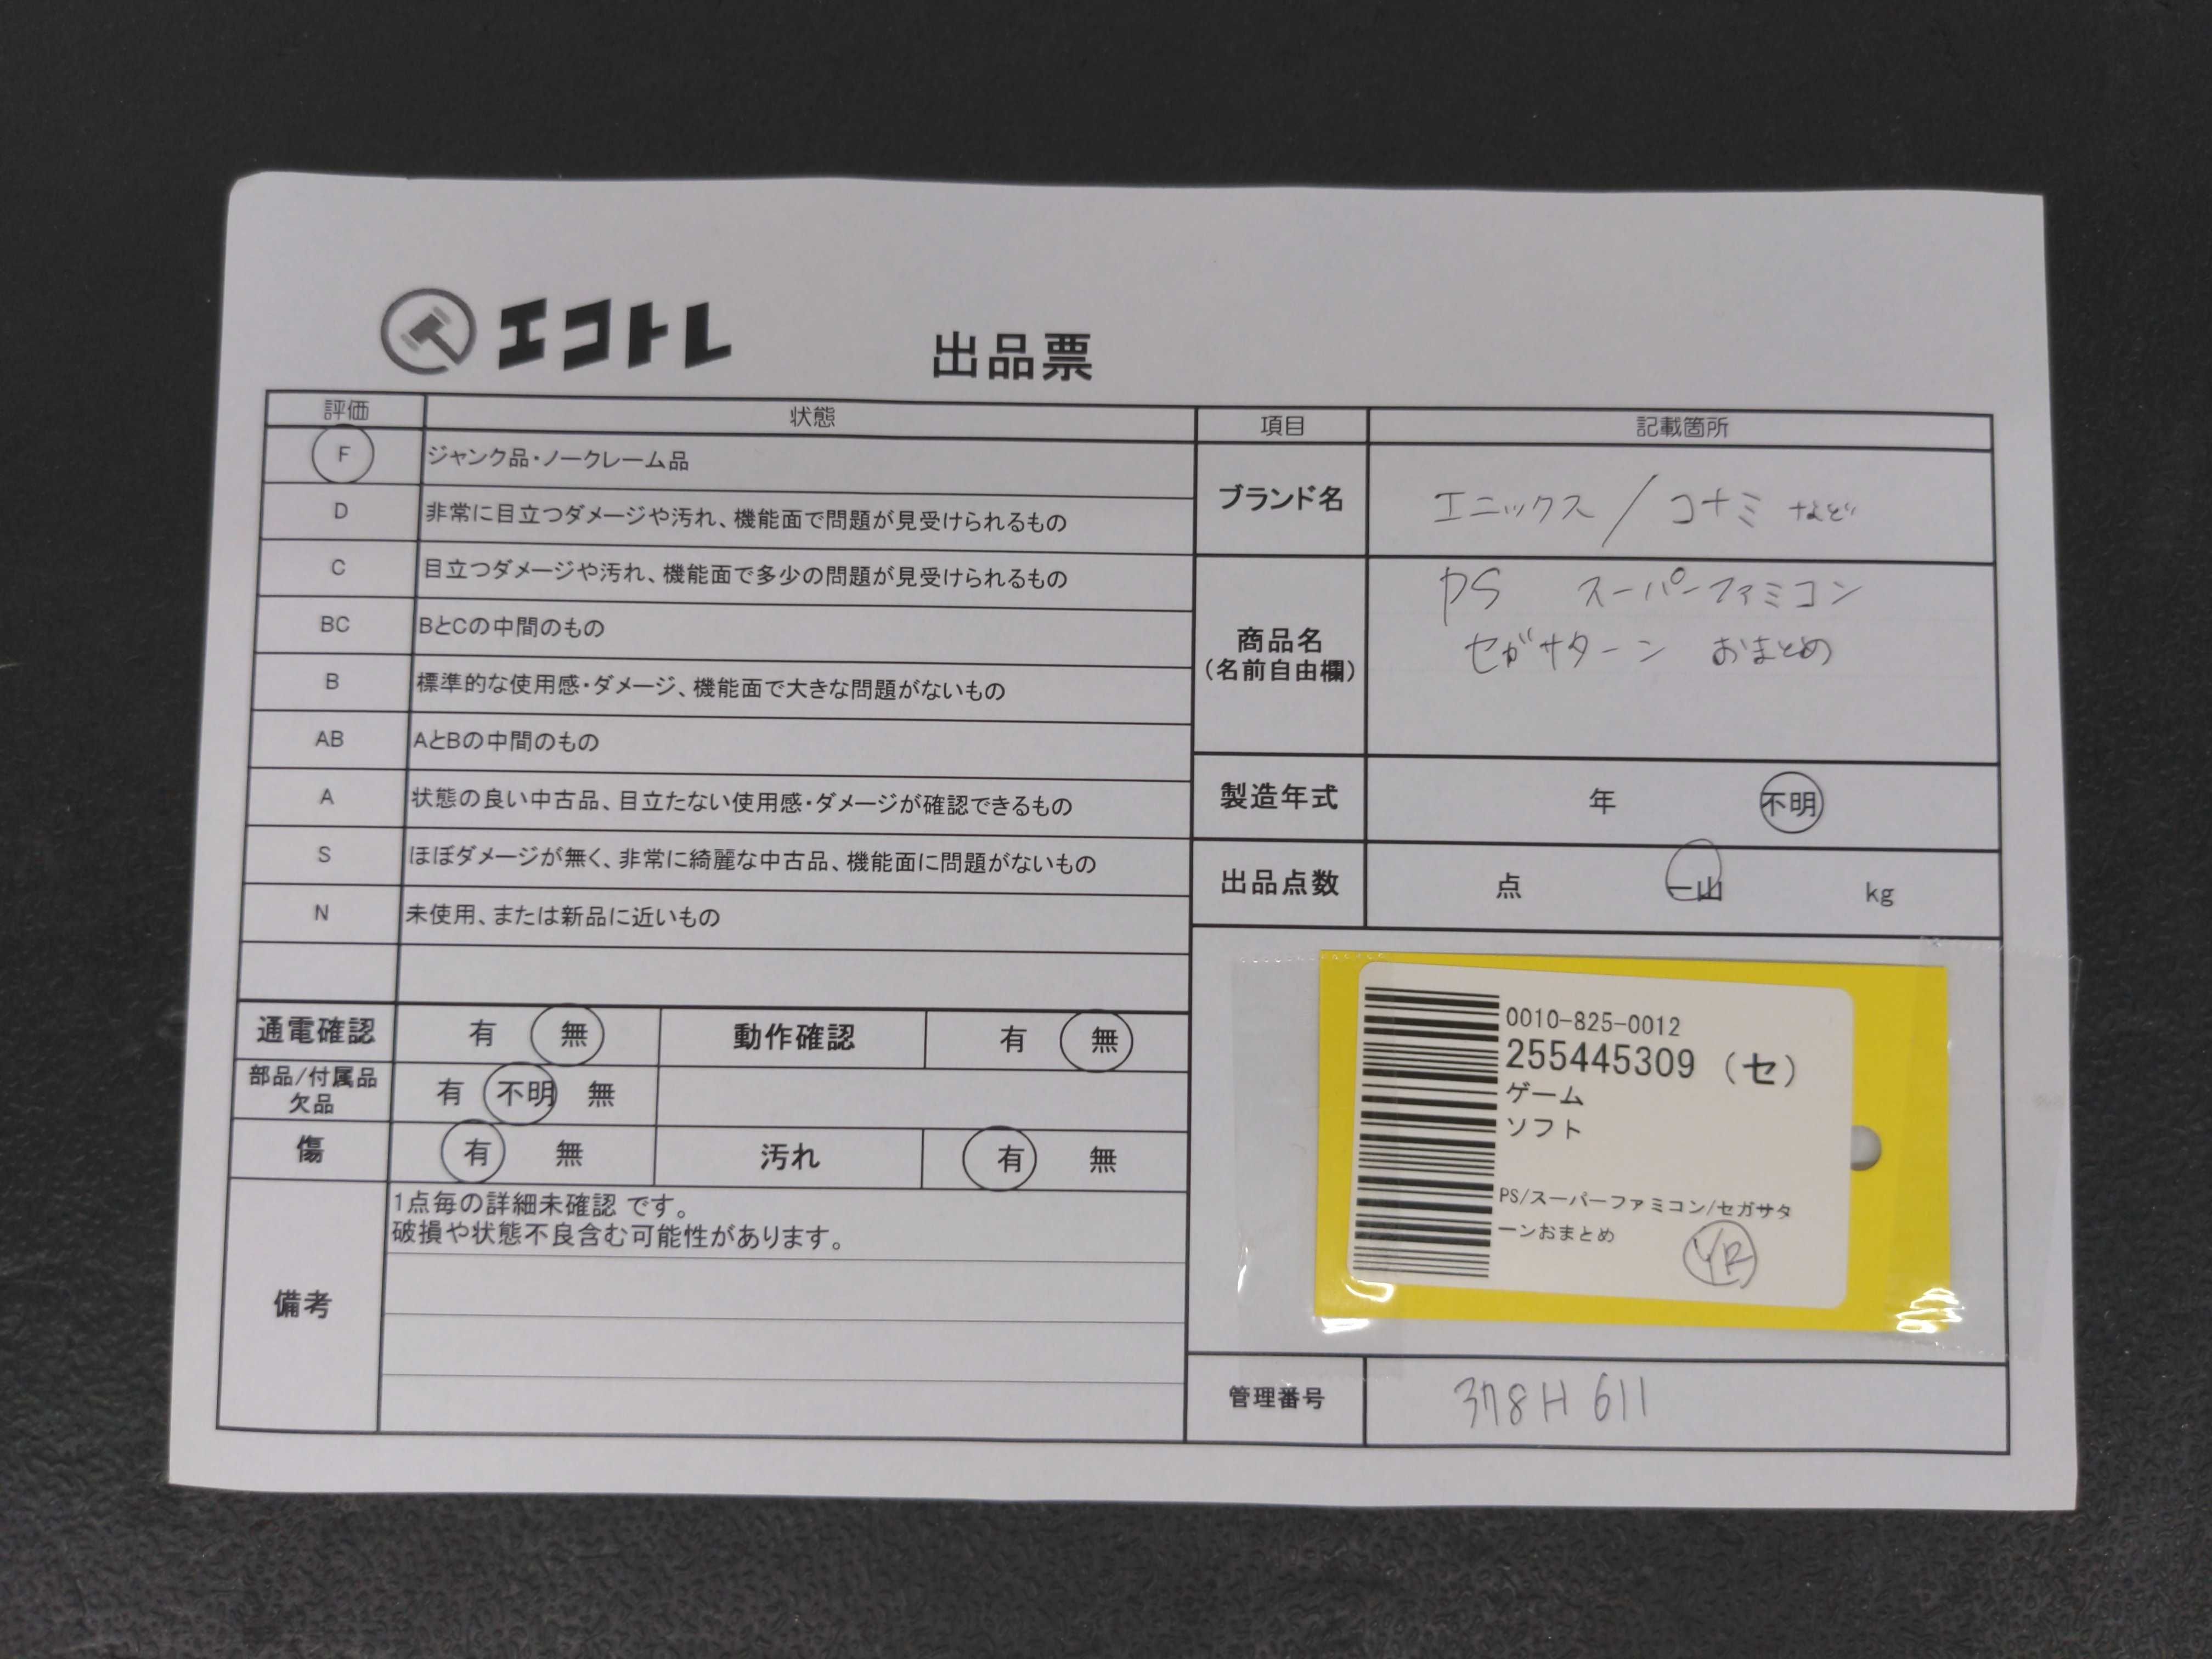 エコトレ
出品票
評価 状態
F ジャンク品・ノークレーム品
D 非常に目立つダメージや汚れ、機能面で問題が見受けられるもの
C 目立つダメージや汚れ、機能面で多少の問題が見受けられるもの
BC BとCの中間のもの
B 標準的な使用感・ダメージ、機能面で大きな問題がないもの
AB AとBの中間のもの
A 状態の良い中古品、目立たない使用感・ダメージが確認できるもの
S ほぼダメージが無く、非常に綺麗な中古品、機能面に問題がないもの
N 未使用、または新品に近いもの
通電確認 有 無 動作確認 有 無
部品/付属品
欠品 有 不明 無
傷 有 無 汚れ 有 無
備考
1点毎の詳細未確認 です。
破損や状態不良含む可能性があります。
項目 記載箇所
ブランド名 エニックス/コナミ など
商品名
(名前自由欄)
PS スーパーファミコン
セガサターン おまとめ
製造年式 年 不明
出品点数 点 一山 kg
0010-825-0012
255445309 (セ)
ゲーム
ソフト
PS/スーパーファミコン/セガサタ
ーンおまとめ
YR
管理番号 378H 611